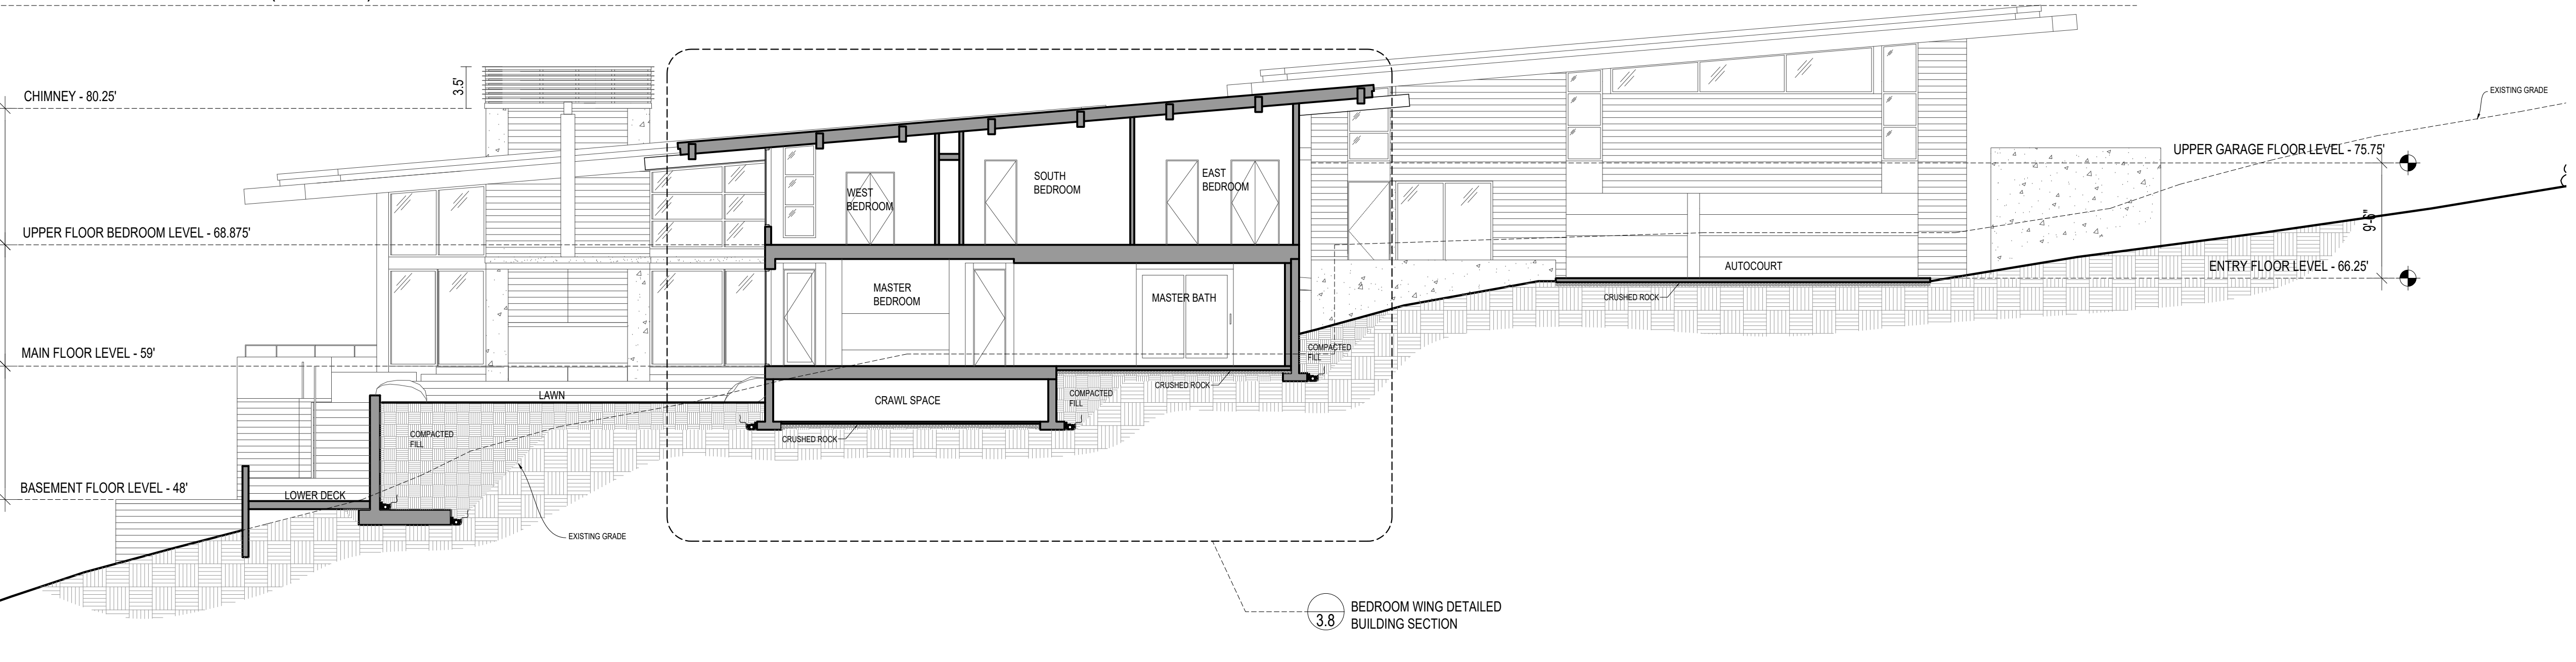 3.5'
CHIMNEY - 80.25'
EXISTING GRADE
UPPER GARAGE FLOOR LEVEL - 75.75'
WEST
BEDROOM
SOUTH
BEDROOM
EAST
BEDROOM
UPPER FLOOR BEDROOM LEVEL - 68.875'
9'-6"
AUTOCOURT
ENTRY FLOOR LEVEL - 66.25'
MASTER
BEDROOM
MASTER BATH
CRUSHED ROCK
MAIN FLOOR LEVEL - 59'
COMPACTED
FILL
CRUSHED ROCK
LAWN
CRAWL SPACE
COMPACTED
FILL
COMPACTED
FILL
CRUSHED ROCK
BASEMENT FLOOR LEVEL - 48'
LOWER DECK
EXISTING GRADE
3.8
BEDROOM WING DETAILED
BUILDING SECTION